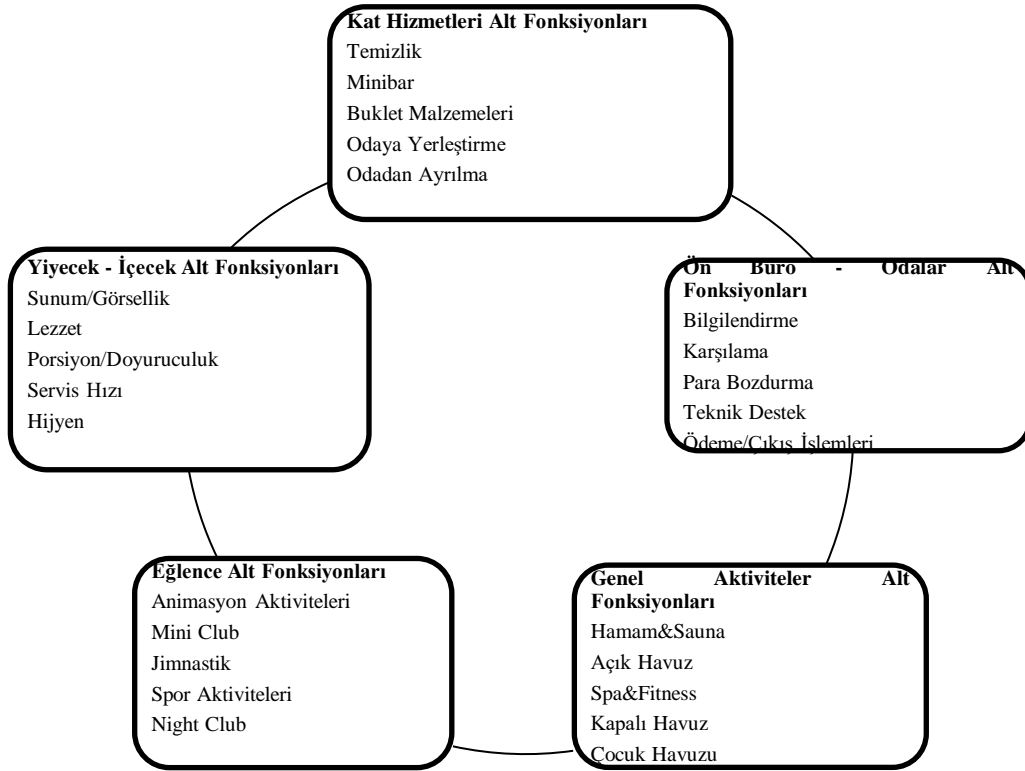 Kat Hizmetleri Alt Fonksiyonları
Temizlik
Minibar
Buklet Malzemeleri
Odaya Yerleştirme
Odadan Ayrılma
Yiyecek - İçecek Alt Fonksiyonları
Sunum/Görsellik
Lezzet
Porsiyon/Doyuruculuk
Servis Hızı
Hijyen
Ön Büro - Odalar Alt
Fonksiyonları
Bilgilendirme
Karşılama
Para Bozdurma
Teknik Destek
Ödeme/Çıkış İşlemleri
Eğlence Alt Fonksiyonları
Animasyon Aktiviteleri
Mini Club
Jimnastik
Spor Aktiviteleri
Night Club
Genel Aktiviteler Alt
Fonksiyonları
Hamam&Sauna
Açık Havuz
Spa&Fitness
Kapalı Havuz
Çocuk Havuzu